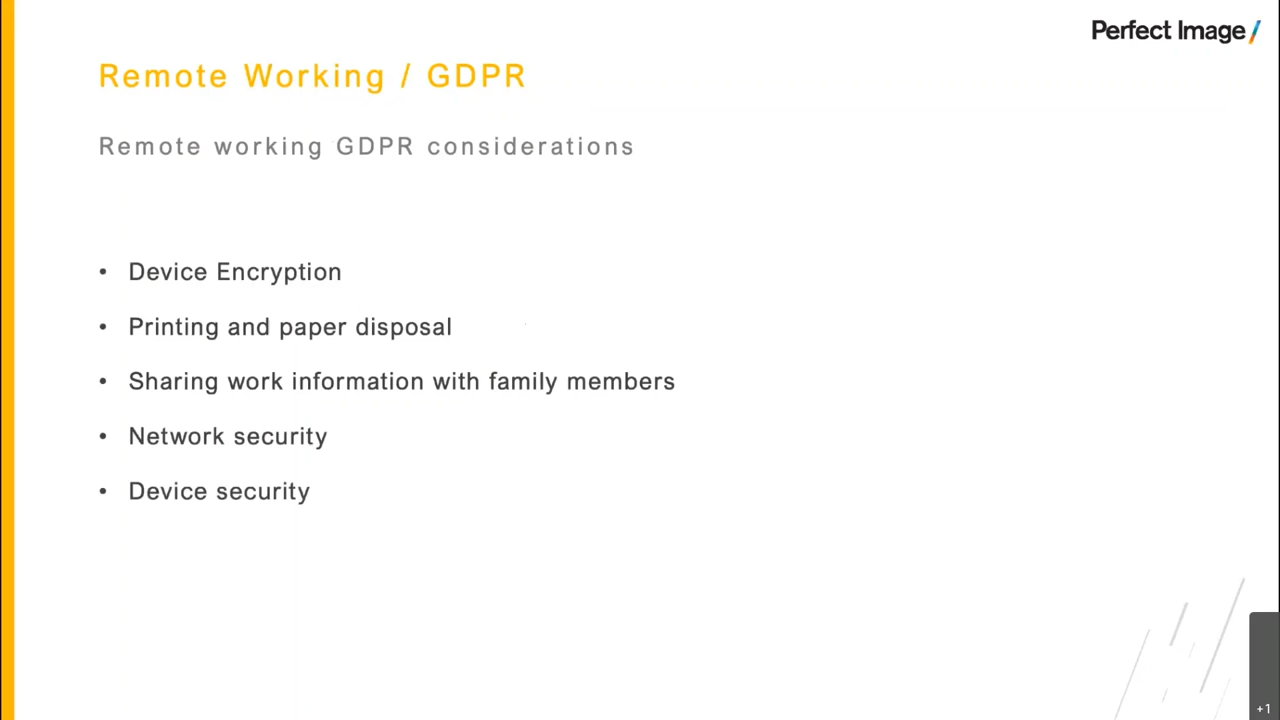 Perfect Image/
Remote Working / GDPR
Remote working GDPR considerations
• Device Encryption
• Printing and paper disposal
• Sharing work information with family members
• Network security
• Device security
+1